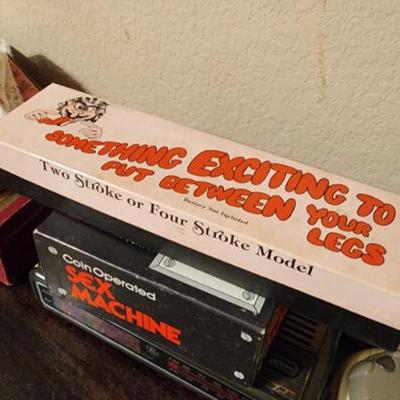 SOMETHING EXCITING TO
PUT BETWEEN YOUR
LEGS
Battery Not Included
Two Stroke or Four Stroke Model
Coin Operated
SEX
MACHINE